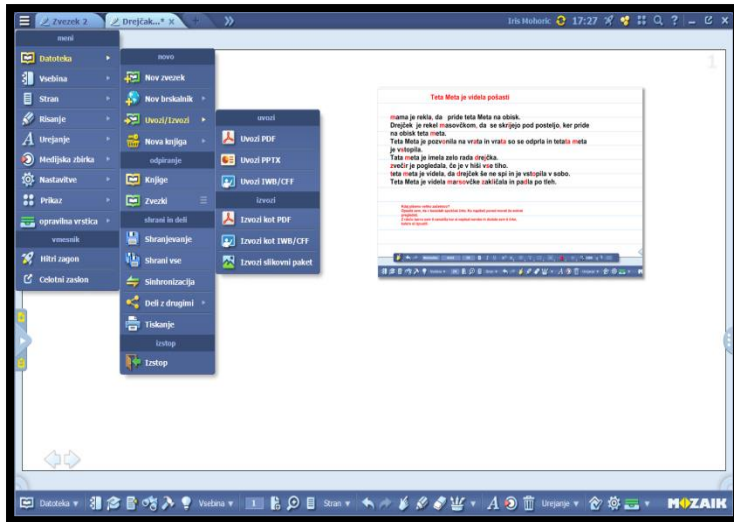 Zvezek 2
Drejčak...* x
Iris Mohoric
17:27
meni
Datoteka
Vsebina
Stran
Risanje
Urejanje
Medijska zbirka
Nastavitve
Prikaz
opravilna vrstica
vmesnik
Hitri zagon
Celotni zaslon
novo
Nov zvezek
Nov brskalnik
Uvozi/Izvozi
Nova knjiga
odpiranje
Knjige
Zvezki
shrani in deli
Shranjevanje
Shrani vse
Sinhronizacija
Deli z drugimi
Tiskanje
Izstop
Izstop
uvozi
Uvozi PDF
Uvozi PPTX
Uvozi IWB/CFF
izvozi
Izvozi kot PDF
Izvozi kot IWB/CFF
Izvozi slikovni paket
1
Teta Meta je videla pošasti
mama je rekla, da pride teta Meta na obisk.
Drejček je rekel masovčkom, da se skrijejo pod posteljo, ker pride
na obisk teta meta.
Teta Meta je pozvonila na vrata in vrata so se odprla in tetata meta
je vstopila.
Tata meta je imela zelo rada drejčka.
zvečir je pogledala, če je v hiši vse tiho.
teta meta je videla, da drejček še ne spi in je vstopila v sobo.
Teta Meta je videla marsovčke zakličala in padla po tleh.
Datoteka
Vsebina
1
Stran
Urejanje
MOZAIK